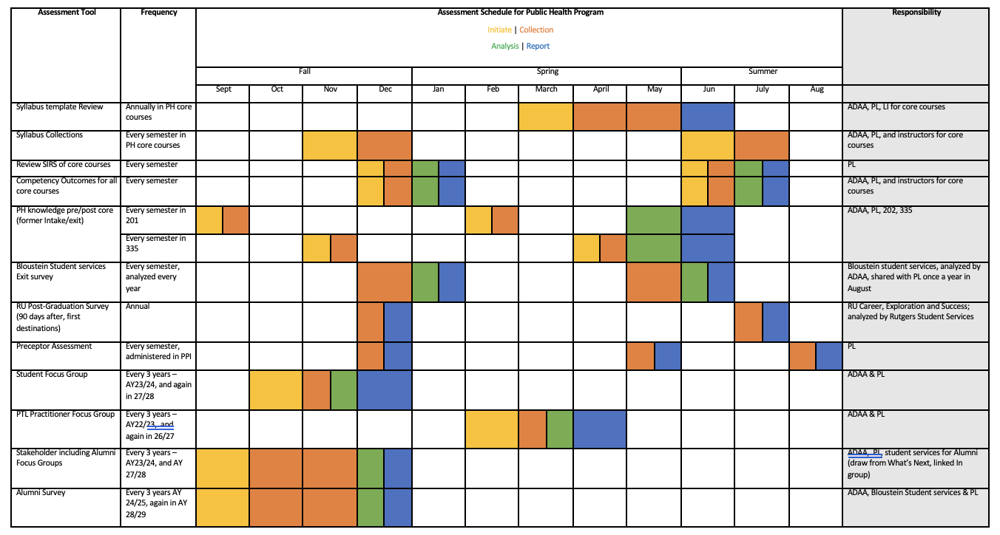 Assessment Tool
Frequency
Assessment Schedule for Public Health Program
Initiate | Collection
Analysis | Report
Responsibility
Fall
Spring
Summer
Sept
Oct
Nov
Dec
Jan
Feb
March
April
May
Jun
July
Aug
Syllabus template Review
Annually in PH core
courses
ADAA, PL, LI for core courses
Syllabus Collections
Every semester in
PH core courses
ADAA, PL, and instructors for core
courses
Review SIRS of core courses
Every semester
PL
Competency Outcomes for all
core courses
Every semester
ADAA, PL, and instructors for core
courses
PH knowledge pre/post core
(former Intake/exit)
Every semester in
201
ADAA, PL, 202, 335
Every semester in
335
Bloustein Student services
Exit survey
Every semester,
analyzed every
year
Bloustein student services, analyzed by
ADAA, shared with PL once a year in
August
RU Post-Graduation Survey
(90 days after, first
destinations)
Annual
RU Career, Exploration and Success;
analyzed by Rutgers Student Services
Preceptor Assessment
Every semester,
administered in PPI
PL
Student Focus Group
Every 3 years –
AY23/24, and again
in 27/28
ADAA & PL
PTL Practitioner Focus Group
Every 3 years –
AY22/23, and
again in 26/27
ADAA & PL
Stakeholder including Alumni
Focus Groups
Every 3 years –
AY23/24, and AY
27/28
ADAA, PL, student services for Alumni
(draw from What's Next, linked In
group)
Alumni Survey
Every 3 years AY
24/25, again in AY
28/29
ADAA, Bloustein Student services & PL